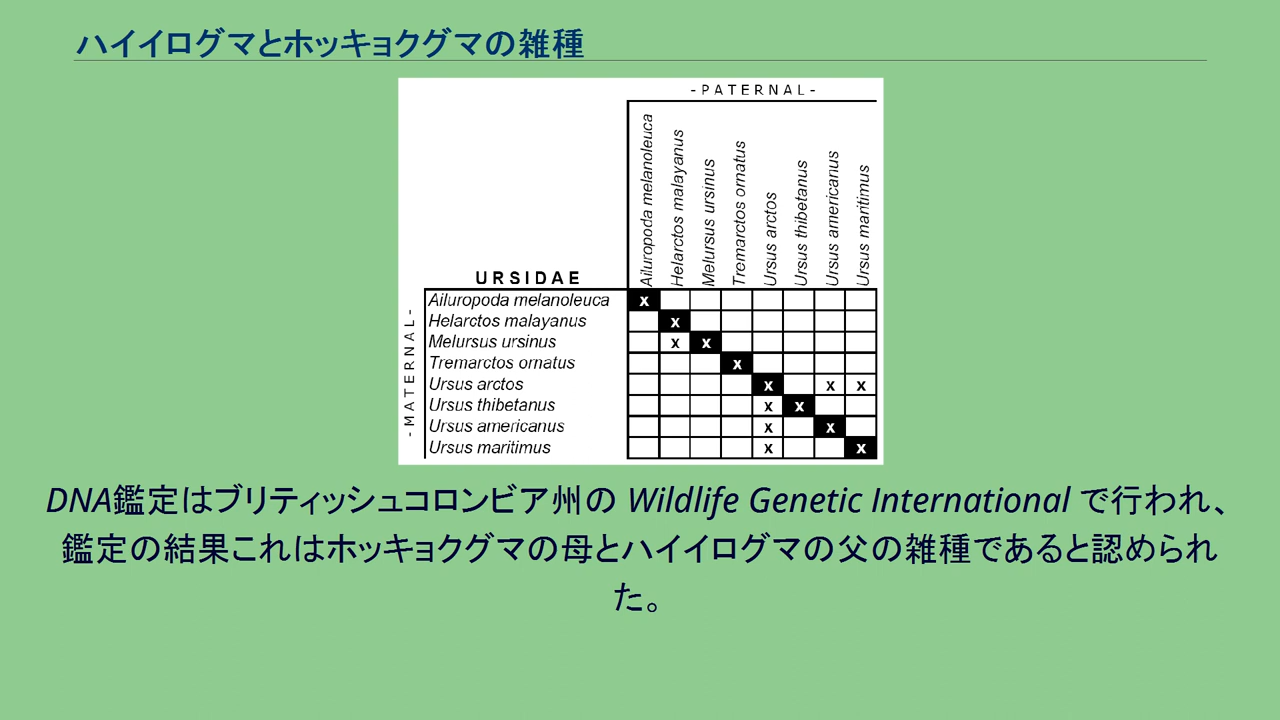 ハイイログマとホッキョクグマの雑種
-PATERNAL-
Ailuropoda melanoleuca
Helarctos malayanus
Melursus ursinus
Tremarctos ornatus
Ursus arctos
Ursus thibetanus
Ursus americanus
Ursus maritimus
URSIDAE
-MATERNAL-
Ailuropoda melanoleuca x
Helarctos malayanus x
Melursus ursinus x x
Tremarctos ornatus x
Ursus arctos x x x
Ursus thibetanus x x
Ursus americanus x x
Ursus maritimus x x
DNA鑑定はブリティッシュコロンビア州の Wildlife Genetic International で行われ、
鑑定の結果これはホッキョクグマの母とハイイログマの父の雑種であると認められ
た。